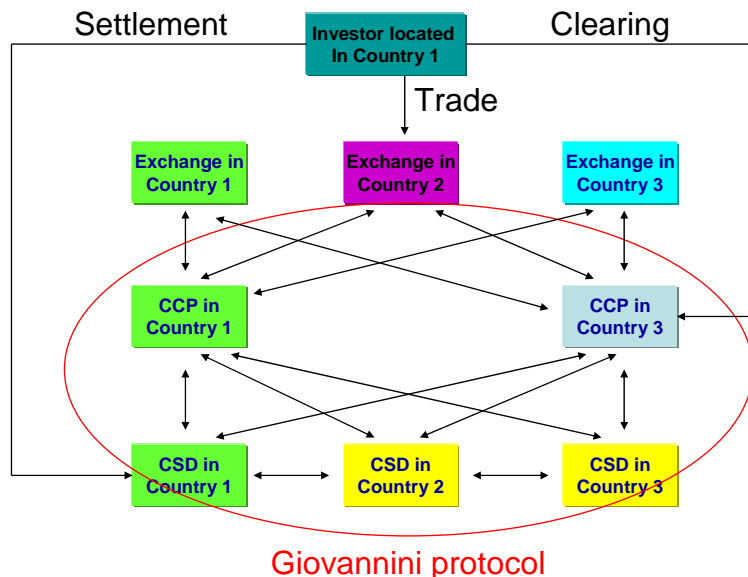 Settlement
Investor located
In Country 1
Clearing
Trade
Exchange in
Country 1
Exchange in
Country 2
Exchange in
Country 3
CCP in
Country 1
CCP in
Country 3
CSD in
Country 1
CSD in
Country 2
CSD in
Country 3
Giovannini protocol